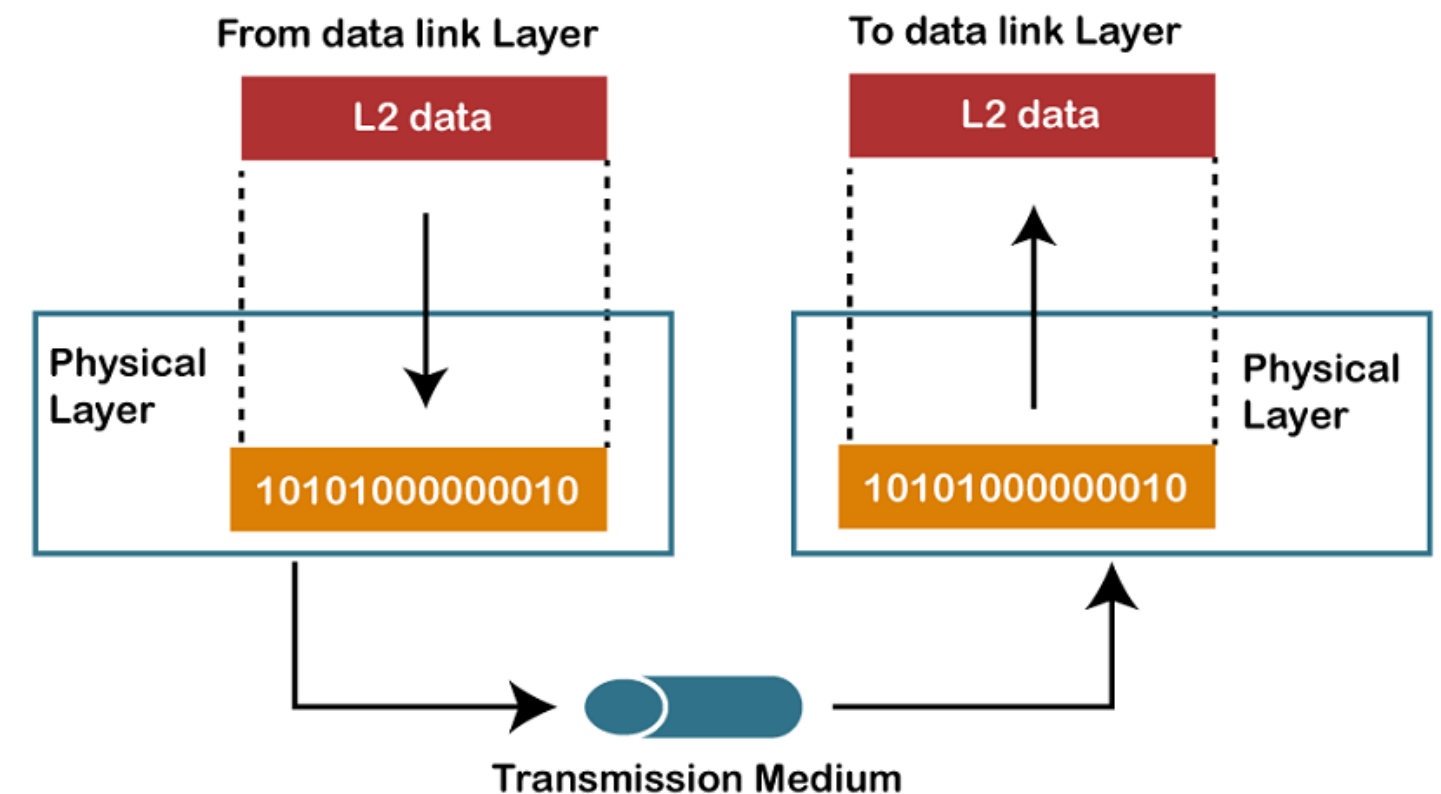 From data link Layer
To data link Layer
L2 data
L2 data
Physical
Layer
Physical
Layer
10101000000010
10101000000010
Transmission Medium